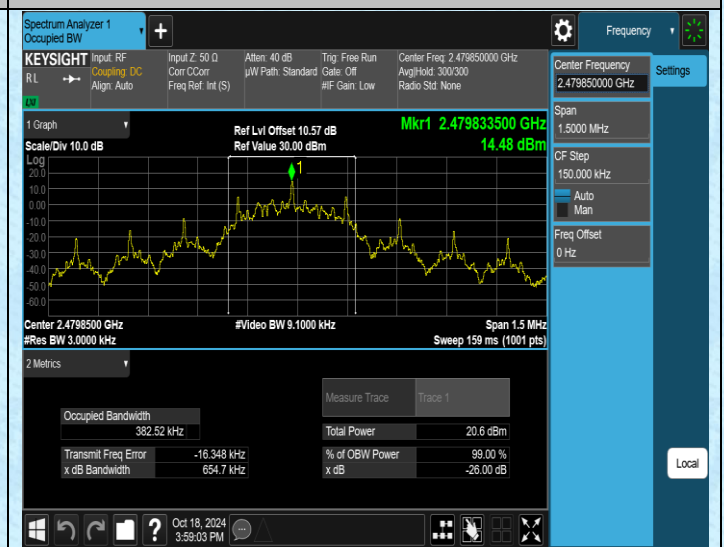 Spectrum Analyzer 1
Occupied BW
+
Frequency
KEYSIGHT
R L
Input: RF
Coupling: DC
Align: Auto
Input Z: 50 Ω
Corr CCorr
Freq Ref: Int (S)
Atten: 40 dB
µW Path: Standard
Trig: Free Run
Gate: Off
#IF Gain: Low
Center Freq: 2.479850000 GHz
Avg|Hold: 300/300
Radio Std: None
Center Frequency
2.479850000 GHz
Settings
Span
1.5000 MHz
CF Step
150.000 kHz
Auto
Man
Freq Offset
0 Hz
1 Graph
Scale/Div 10.0 dB
Ref Lvl Offset 10.57 dB
Ref Value 30.00 dBm
Mkr1 2.479833500 GHz
14.48 dBm
Log
20.0
10.0
0.00
-10.0
-20.0
-30.0
-40.0
-50.0
-60.0
1
Center 2.4798500 GHz
#Res BW 3.0000 kHz
#Video BW 9.1000 kHz
Span 1.5 MHz
Sweep 159 ms (1001 pts)
2 Metrics
Measure Trace
Trace 1
Occupied Bandwidth
382.52 kHz
Total Power
20.6 dBm
Transmit Freq Error
-16.348 kHz
% of OBW Power
99.00 %
x dB Bandwidth
654.7 kHz
x dB
-26.00 dB
Local
?
Oct 18, 2024
3:59:03 PM